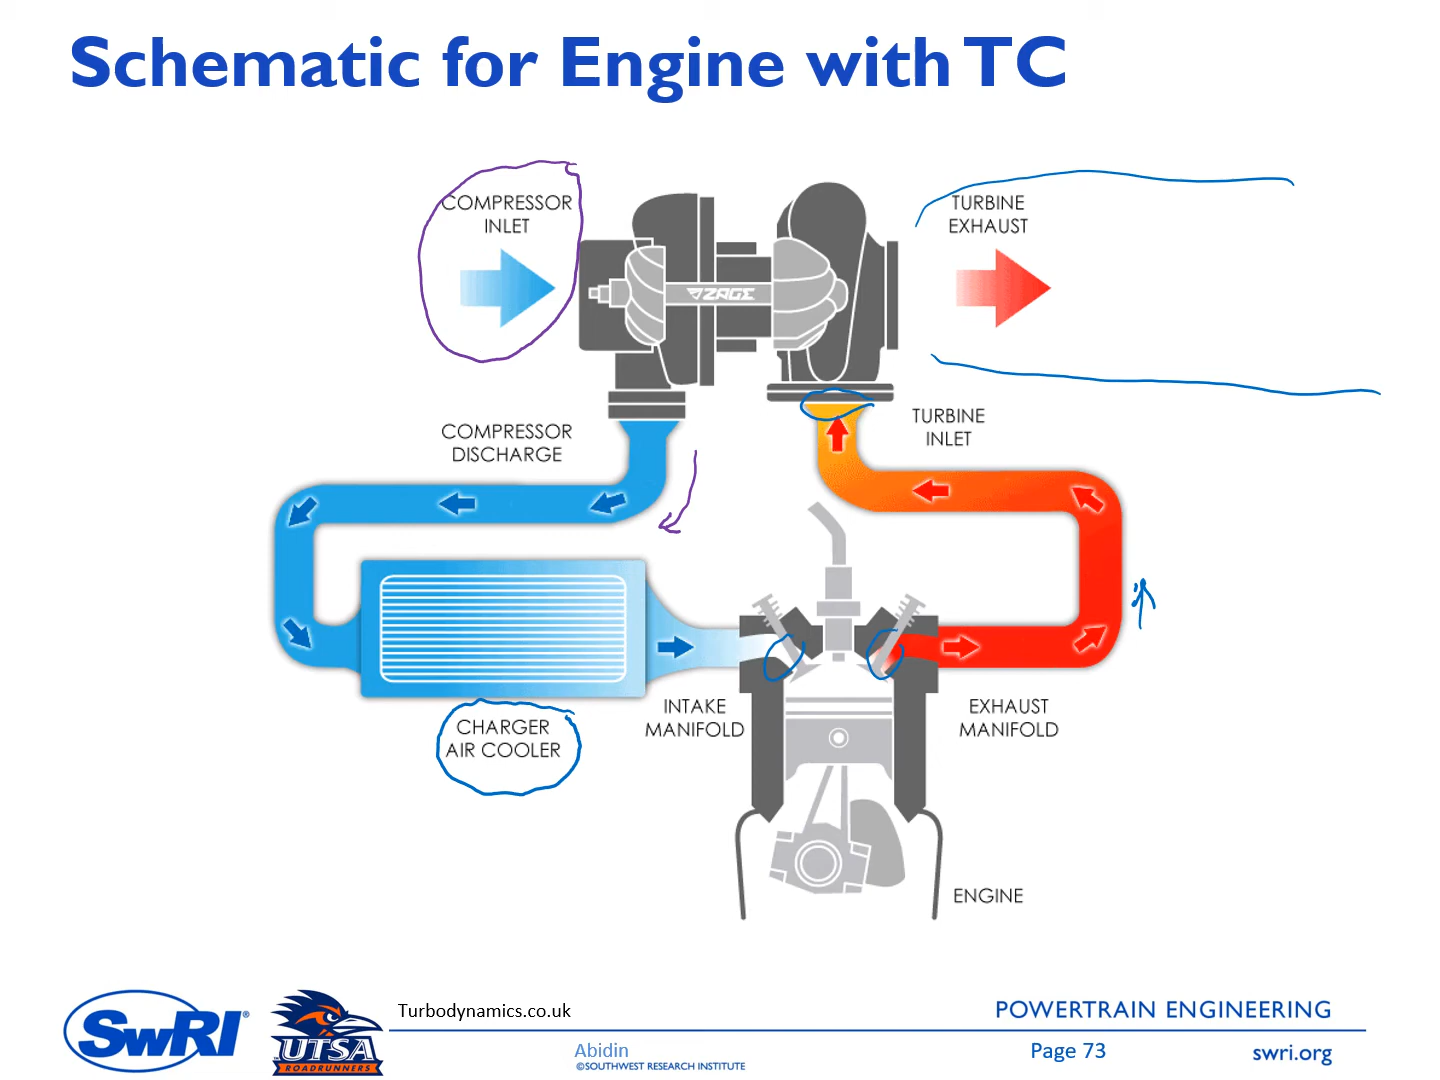 Schematic for Engine with TC
COMPRESSOR
INLET
TURBINE
EXHAUST
ZAGE
COMPRESSOR
DISCHARGE
TURBINE
INLET
CHARGER
AIR COOLER
INTAKE
MANIFOLD
EXHAUST
MANIFOLD
ENGINE
SwRI®
UTSA
ROADRUNNERS
Turbodynamics.co.uk
Abidin
©SOUTHWEST RESEARCH INSTITUTE
POWERTRAIN ENGINEERING
Page 73
swri.org